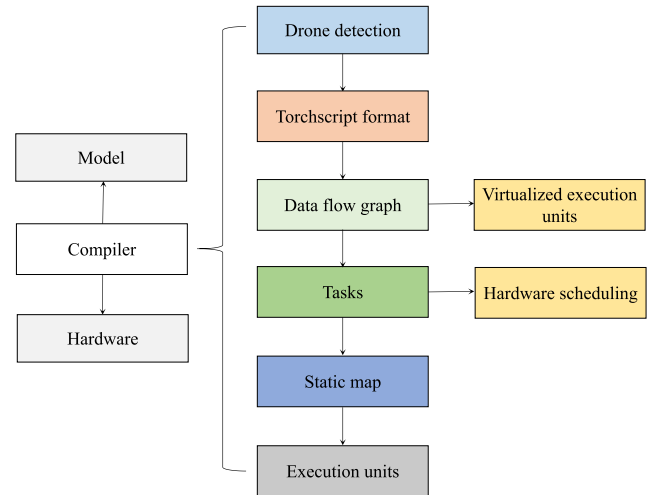 Model
Compiler
Hardware
Drone detection
Torchscript format
Data flow graph
Virtualized execution
units
Tasks
Hardware scheduling
Static map
Execution units